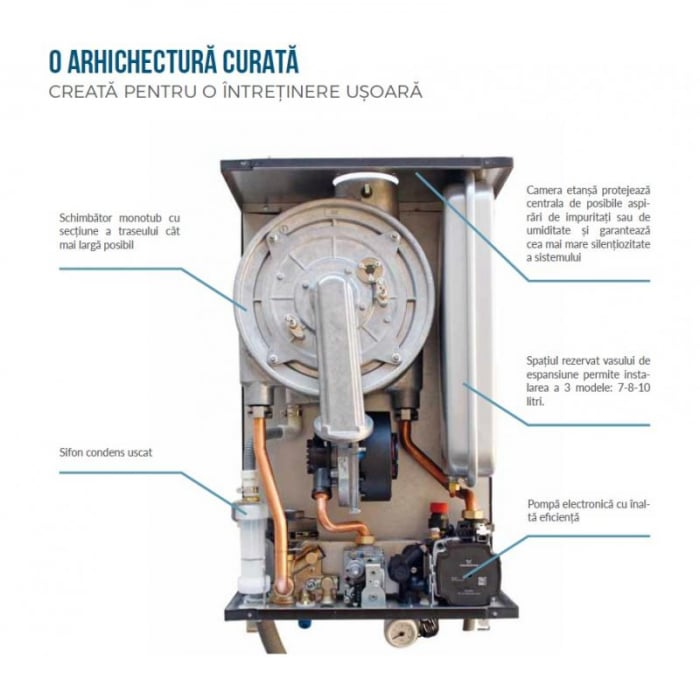 O ARHICHECTURĂ CURATĂ
CREATĂ PENTRU O ÎNTREȚINERE UȘOARĂ
Schimbător monotub cu
secțiune a traseului cât
mai largă posibil
Camera etanșă protejează
centrala de posibile aspi-
rări de impurități sau de
umiditate și garantează
cea mai mare silențiozitate
a sistemului
Spațiul rezervat vasului de
espansiune permite insta-
larea a 3 modele: 7-8-10
litri.
Sifon condens uscat
Pompă electronică cu înal-
tă eficiență